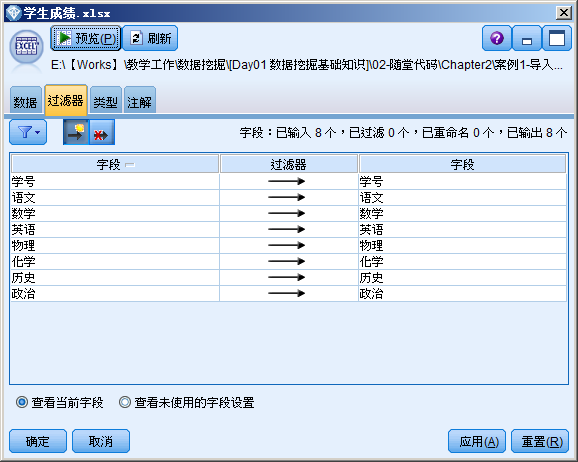 学生成绩.xlsx
EXCEL
预览(P) 刷新
E:\【Works】\教学工作\数据挖掘\[Day01 数据挖掘基础知识]\02-随堂代码\Chapter2\案例1-导入...
数据 过滤器 类型 注解
字段：已输入 8 个，已过滤 0 个，已重命名 0 个，已输出 8 个
字段 过滤器 字段
学号 学号
语文 语文
数学 数学
英语 英语
物理 物理
化学 化学
历史 历史
政治 政治
查看当前字段 查看未使用的字段设置
确定 取消 应用(A) 重置(R)